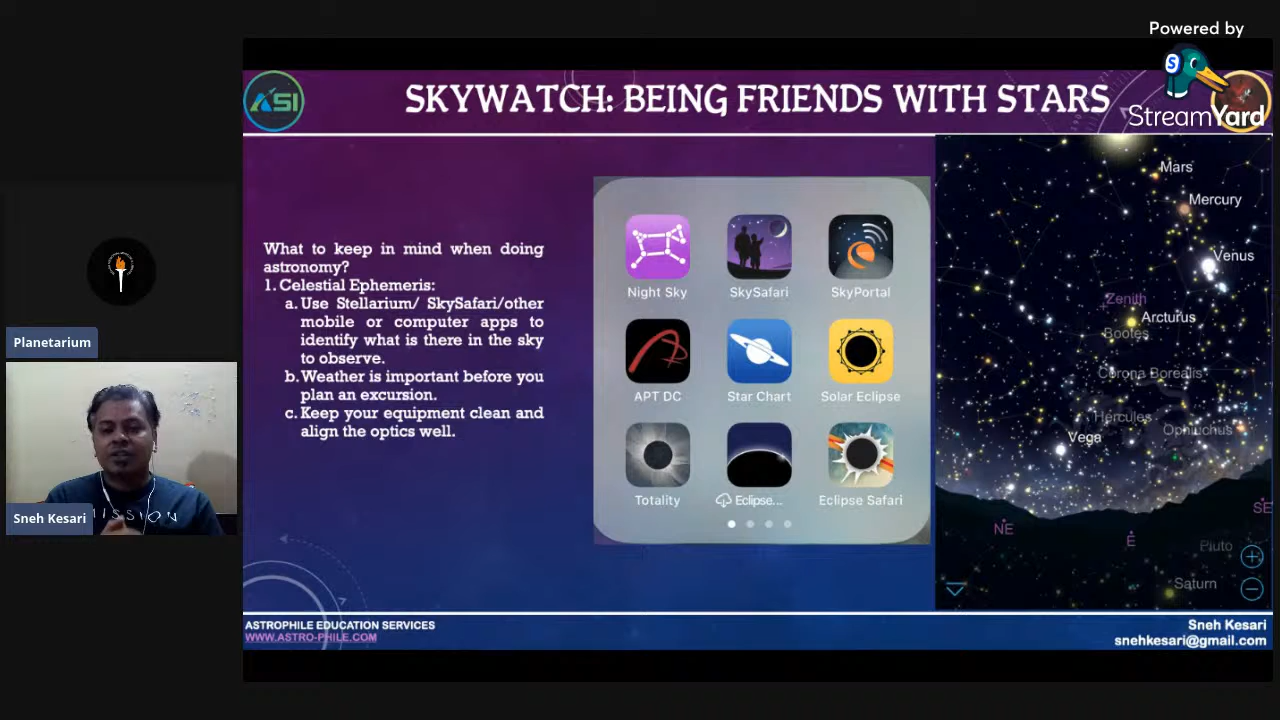 Powered by
StreamYard
ASI
SKYWATCH: BEING FRIENDS WITH STARS
What to keep in mind when doing
astronomy?
1. Celestial Ephemeris:
a. Use Stellarium/ SkySafari/other
mobile or computer apps to
identify what is there in the sky
to observe.
b. Weather is important before you
plan an excursion.
c. Keep your equipment clean and
align the optics well.
Night Sky
SkySafari
SkyPortal
APT DC
Star Chart
Solar Eclipse
Totality
Eclipse...
Eclipse Safari
Mars
Mercury
Venus
Zenith
Arcturus
Bootes
Corona Borealis
Hercules
Ophiuchus
Vega
SE
NE
E
Pluto
Saturn
Planetarium
Sneh Kesari
MISSION
ASTROPHILE EDUCATION SERVICES
WWW.ASTRO-PHILE.COM
Sneh Kesari
snehkesari@gmail.com